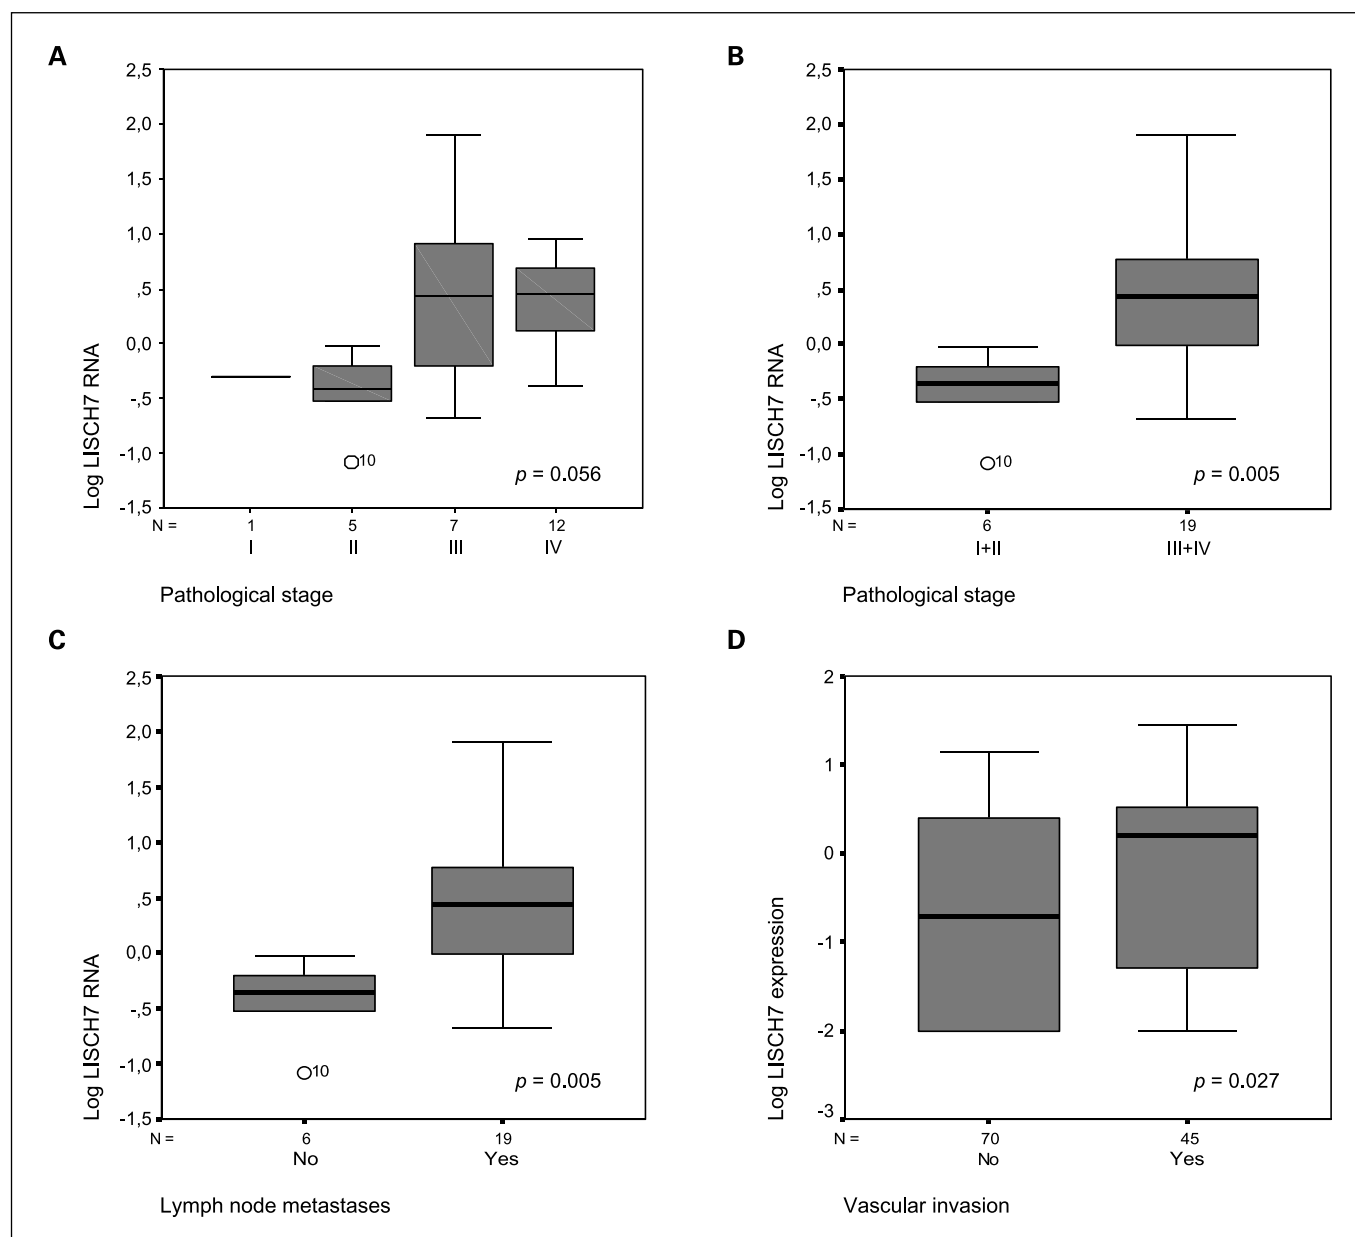 A
2,5
2,0
1,5
1,0
,5
0,0
-,5
-1,0
-1,5
Log LISCH7 RNA
10
p = 0.056
N = 1 5 7 12
I II III IV
Pathological stage
B
2,5
2,0
1,5
1,0
,5
0,0
-,5
-1,0
-1,5
Log LISCH7 RNA
10
p = 0.005
N = 6 19
I+II III+IV
Pathological stage
C
2,5
2,0
1,5
1,0
,5
0,0
-,5
-1,0
-1,5
Log LISCH7 RNA
10
p = 0.005
N = 6 19
No Yes
Lymph node metastases
D
2
1
0
-1
-2
-3
Log LISCH7 expression
p = 0.027
N = 70 45
No Yes
Vascular invasion